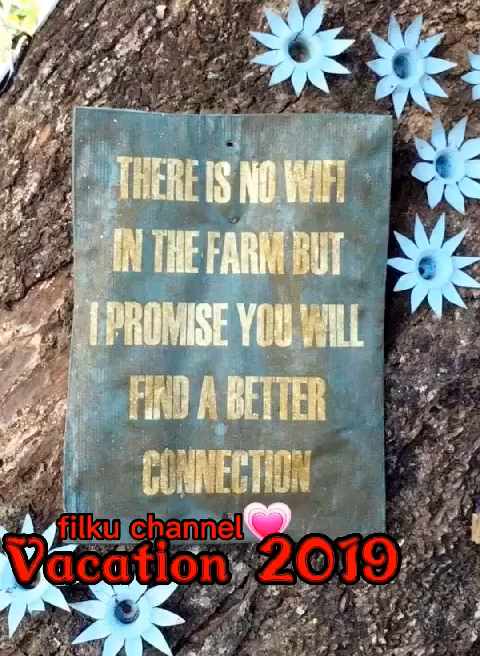 THERE IS NO WIFI
IN THE FARM BUT
I PROMISE YOU WILL
FIND A BETTER
CONNECTION
filku channel
Vacation 2019